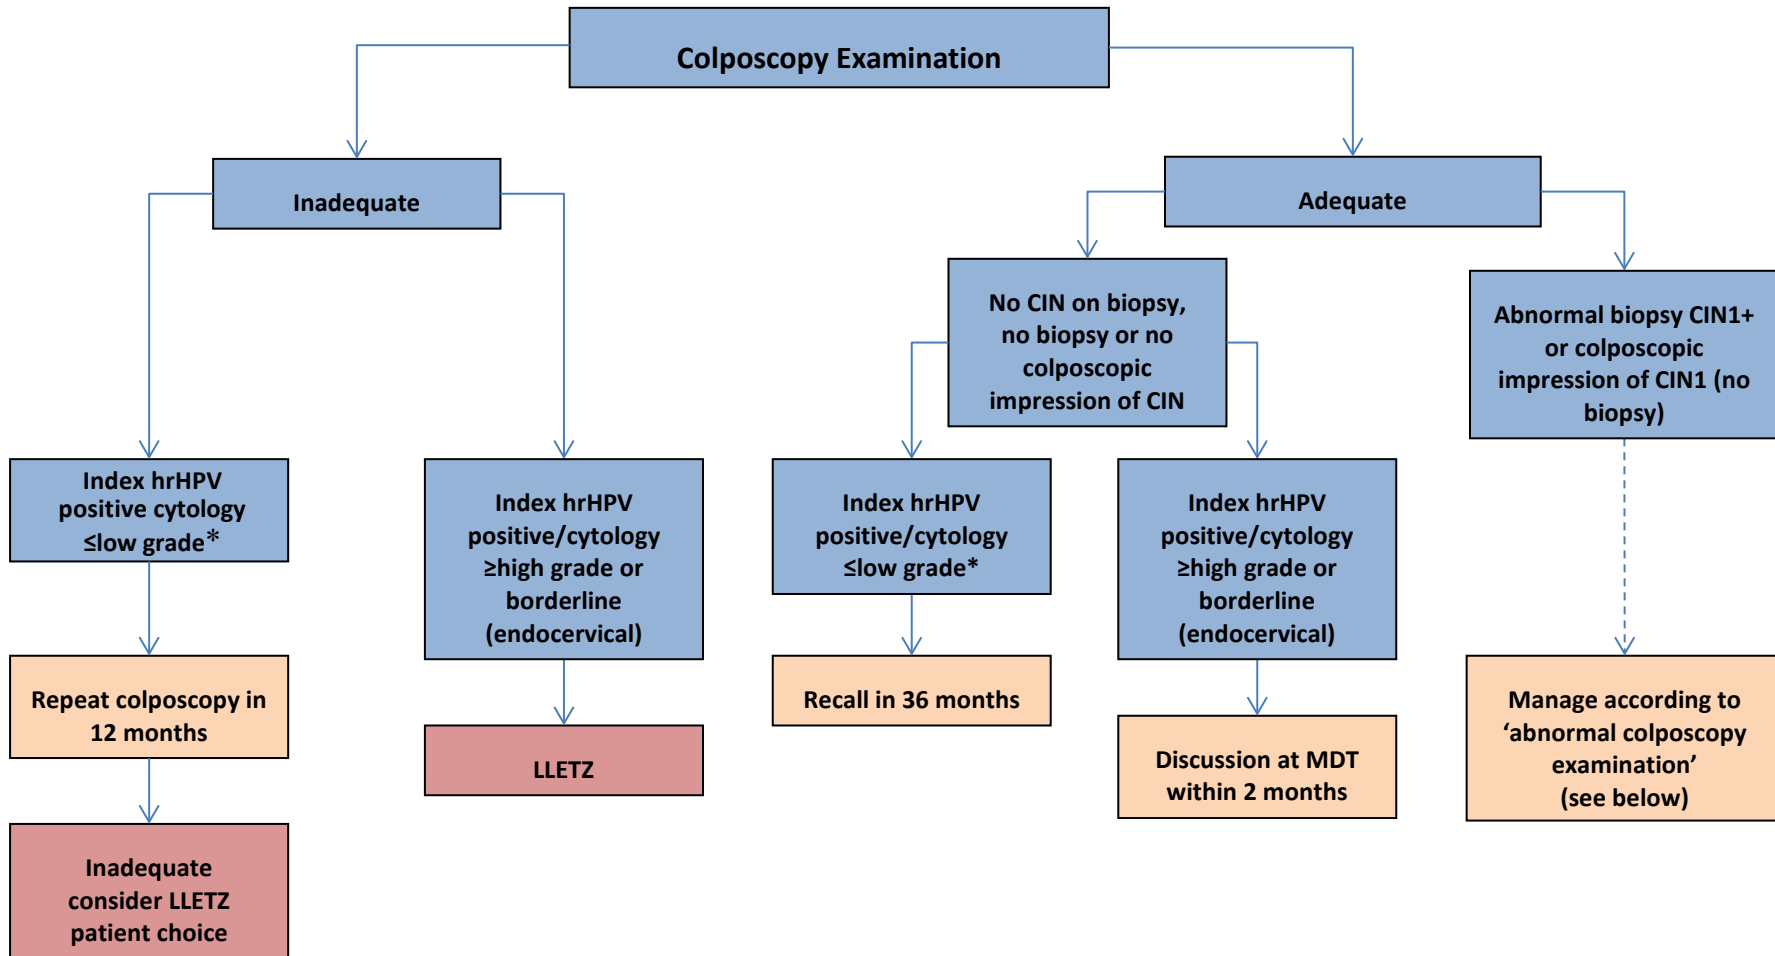 Colposcopy Examination
Inadequate
Adequate
No CIN on biopsy,
no biopsy or no
colposcopic
impression of CIN
Abnormal biopsy CIN1+
or colposcopic
impression of CIN1 (no
biopsy)
Index hrHPV
positive cytology
≤low grade*
Index hrHPV
positive/cytology
≥high grade or
borderline
(endocervical)
Index hrHPV
positive/cytology
≤low grade*
Index hrHPV
positive/cytology
≥high grade or
borderline
(endocervical)
Repeat colposcopy in
12 months
LLETZ
Recall in 36 months
Discussion at MDT
within 2 months
Manage according to
‘abnormal colposcopy
examination’
(see below)
Inadequate
consider LLETZ
patient choice